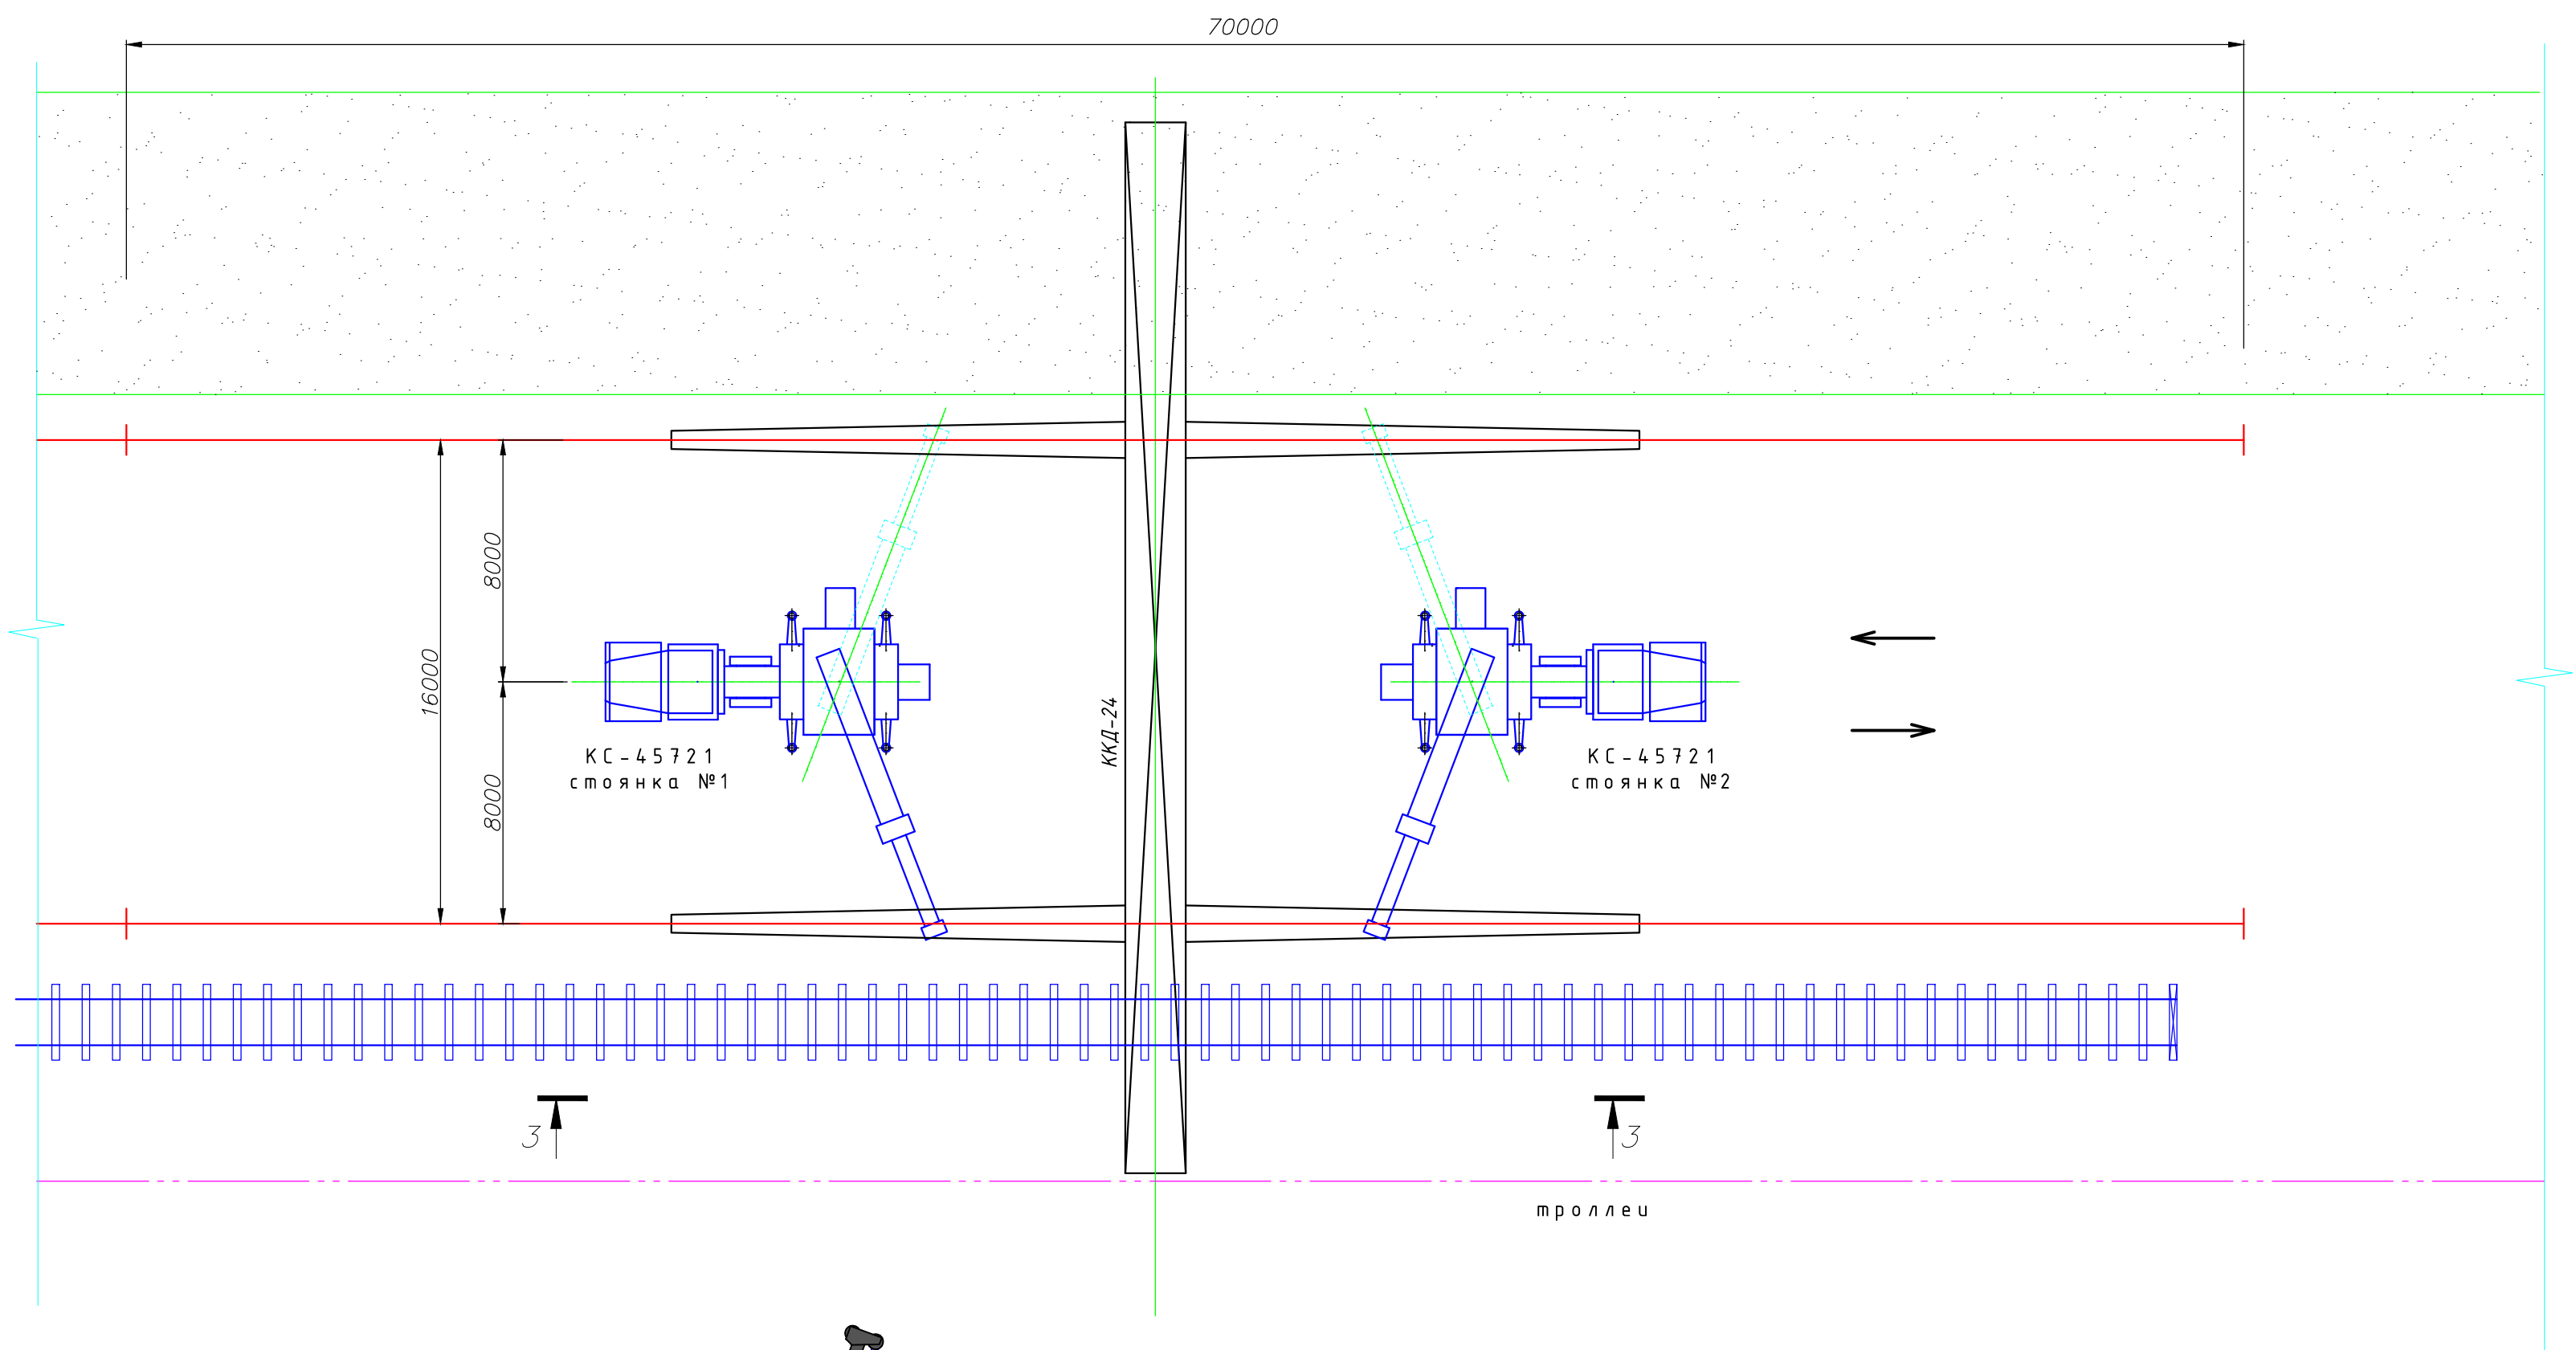 70000
8000
16000
8000
ККД-24
КС-45721
стоянка №1
КС-45721
стоянка №2
3
3
троллеи